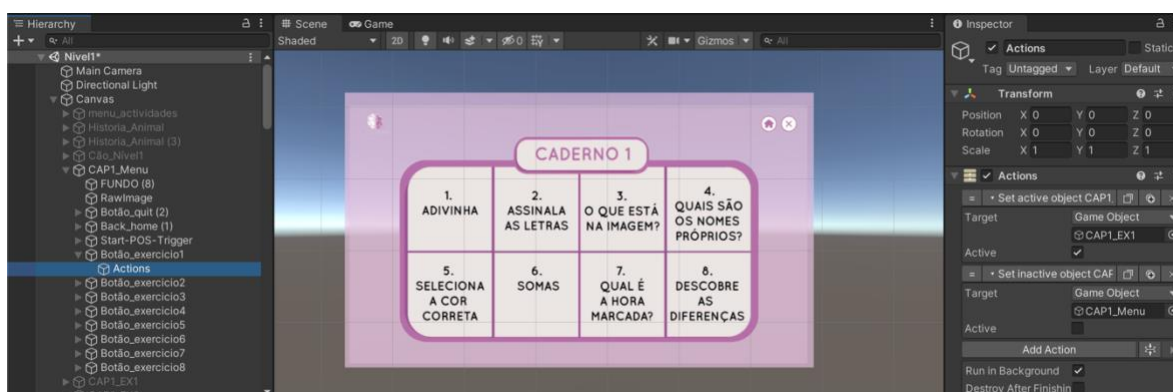 Hierarchy
All
Nivel1*
Main Camera
Directional Light
Canvas
menu_actividades
Historia_Animal
Historia_Animal (3)
Cão_Nível1
CAP1_Menu
FUNDO (8)
RawImage
Botão_quit (2)
Back_home (1)
Start-POS-Trigger
Botão_exercicio1
Actions
Botão_exercicio2
Botão_exercicio3
Botão_exercicio4
Botão_exercicio5
Botão_exercicio6
Botão_exercicio7
Botão_exercicio8
CAP1_EX1
Scene Game
Shaded 2D 0 Gizmos All
CADERNO 1
1.
ADIVINHA
2.
ASSINALA
AS LETRAS
3.
O QUE ESTÁ
NA IMAGEM?
4.
QUAIS SÃO
OS NOMES
PRÓPRIOS?
5.
SELECIONA
A COR
CORRETA
6.
SOMAS
7.
QUAL É
A HORA
MARCADA?
8.
DESCOBRE
AS
DIFERENÇAS
Inspector
Actions Static
Tag Untagged Layer Default
Transform
Position X 0 Y 0 Z 0
Rotation X 0 Y 0 Z 0
Scale X 1 Y 1 Z 1
Actions
Set active object CAP1
Target Game Object
CAP1_EX1
Active
Set inactive object CAF
Target Game Object
CAP1_Menu
Active
Add Action
Run in Background
Destroy After Finishin